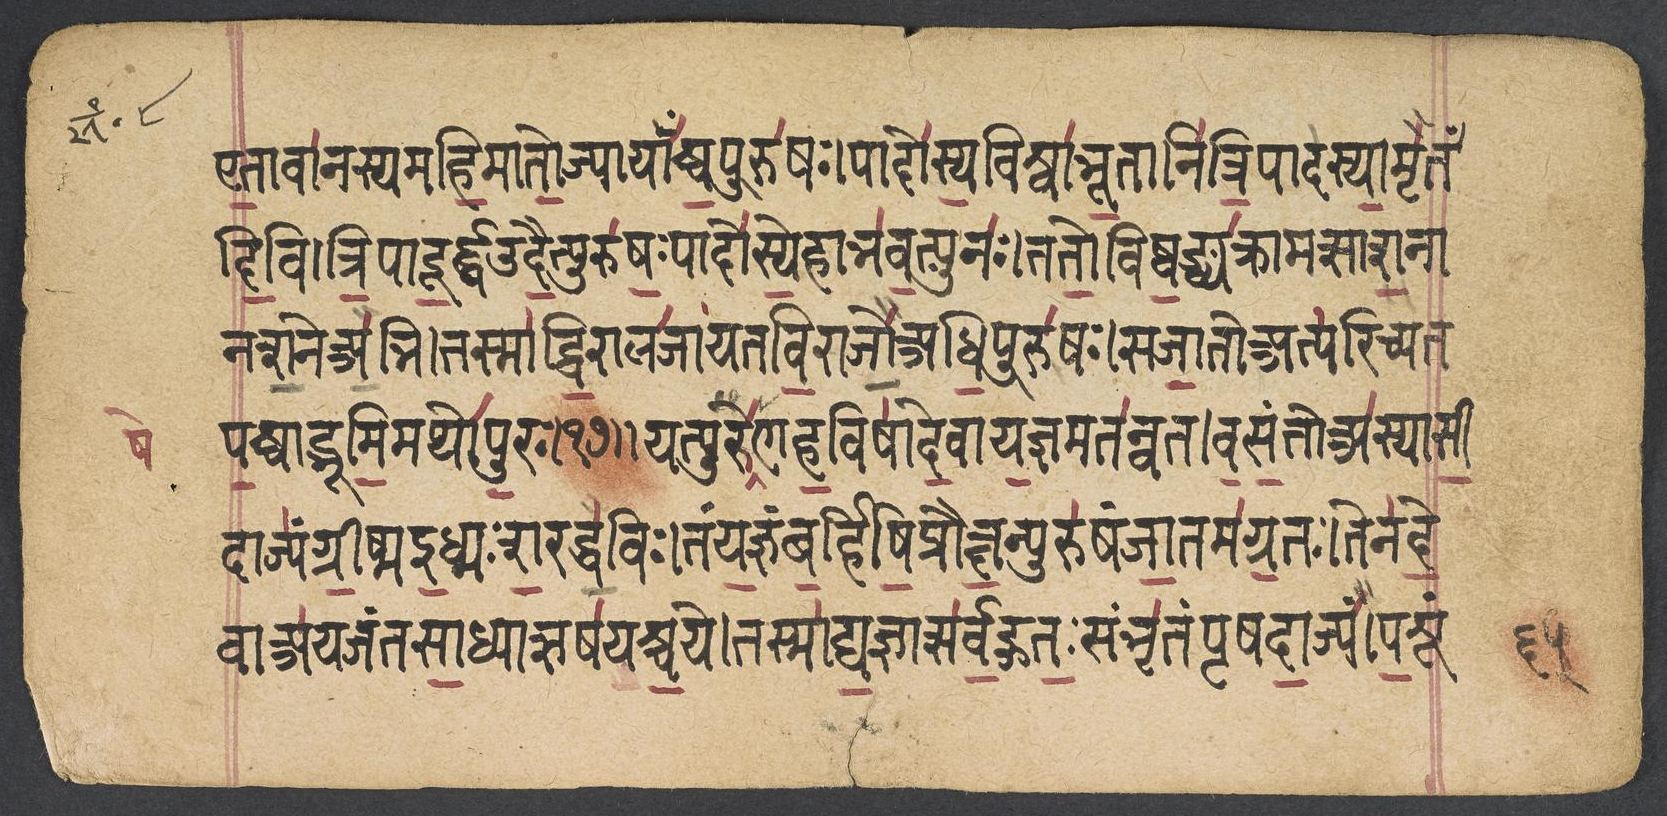 सं. ८
एतावानस्यमहिमातोज्यायाँश्चपुरुषः।पादोस्यविश्वाभूता।नित्रिपादस्यामृतं
दिवि।त्रिपादूर्द्ध्वउदैत्पुरुषःपादोस्येहाभवत्पुनः।ततोविष्वङ्व्यक्रामत्साशना
नशनेअभि।तस्माद्विराळजायतविराजोअधिपुरुषः।सजातोअत्यरिच्यत
पश्चाद्भूमिमथोपुरः।१७।।यत्पुरुेणहविषादेवायज्ञमतन्वत।वसंतोअस्यासी
षे
दाज्यंग्रीष्मइध्मःशरद्धविः।तंयज्ञंबर्हिषिप्रौक्षन्पुरुषंजातमग्रतः।तेनदे
वाअयजंतसाध्याऋषयश्चये।तस्माद्यज्ञात्सर्वहुतःसंभृतंपृषदाज्यं।पशूं
६५